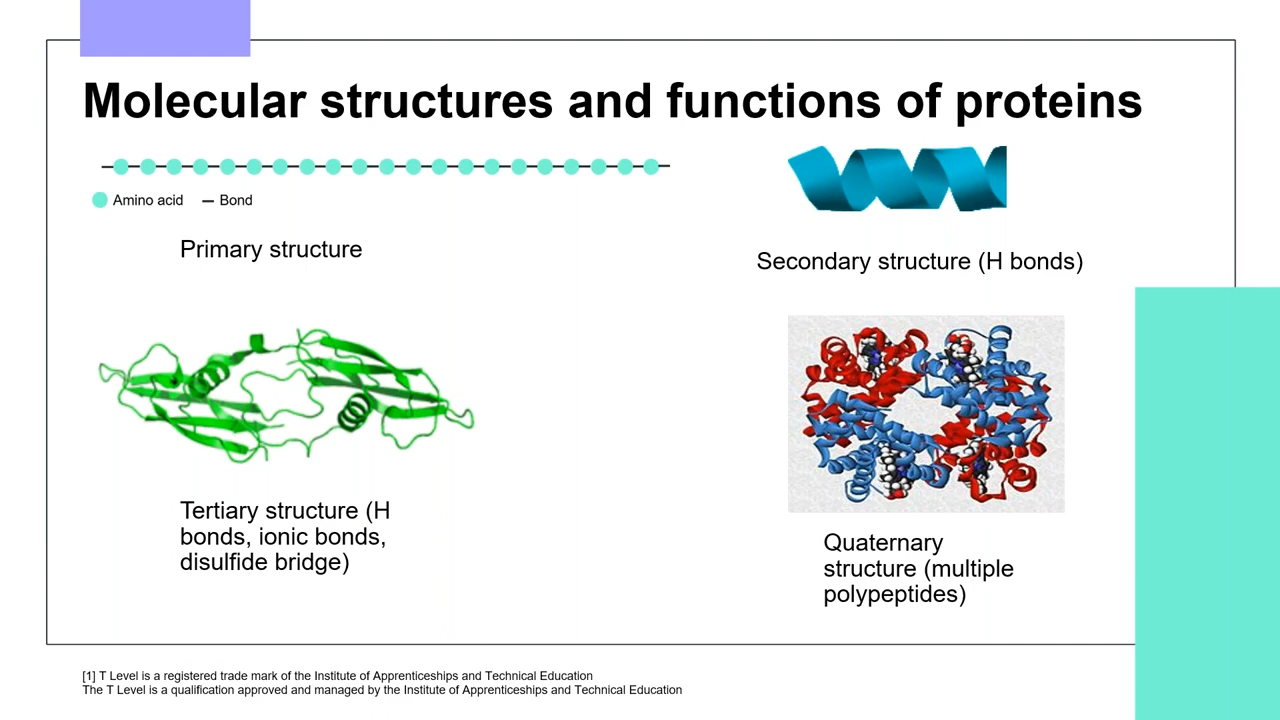 Molecular structures and functions of proteins
Amino acid
Bond
Primary structure
Secondary structure (H bonds)
Tertiary structure (H
bonds, ionic bonds,
disulfide bridge)
Quaternary
structure (multiple
polypeptides)
[1] T Level is a registered trade mark of the Institute of Apprenticeships and Technical Education
The T Level is a qualification approved and managed by the Institute of Apprenticeships and Technical Education